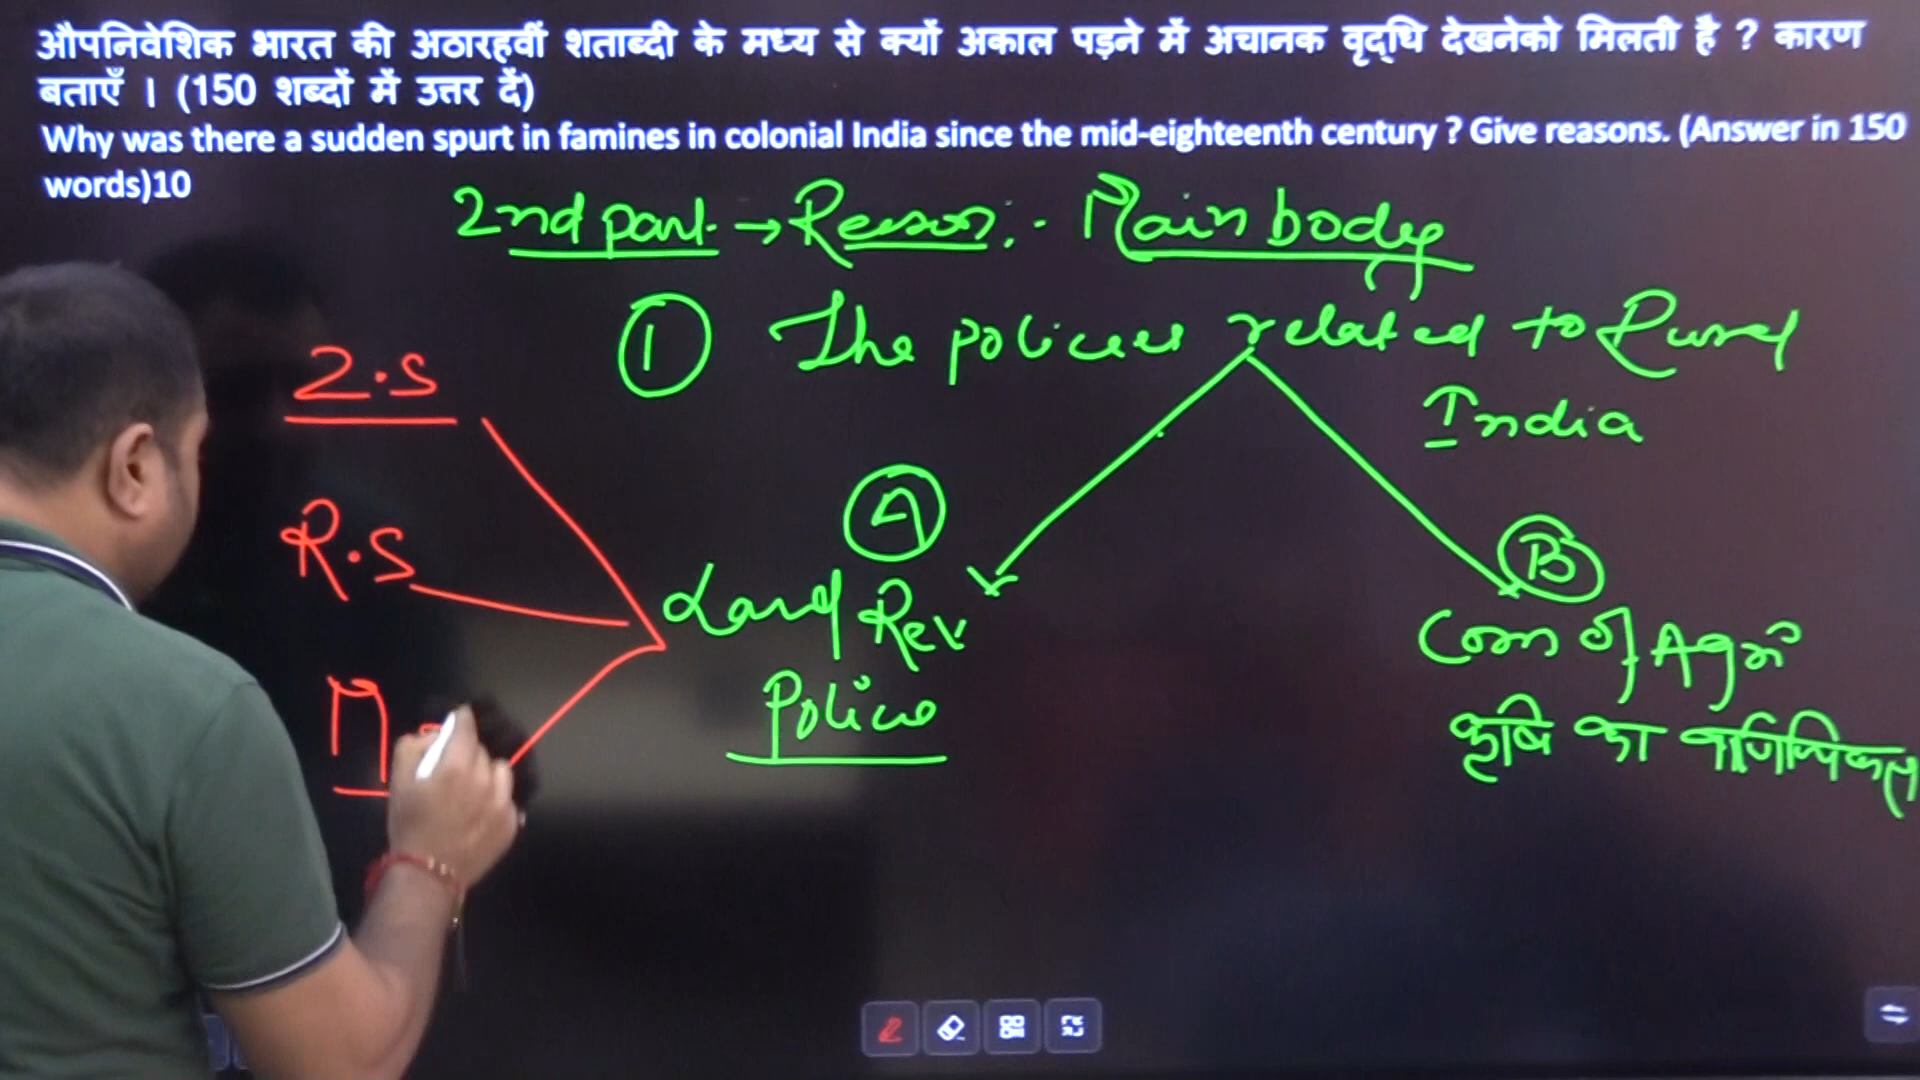 औपनिवेशिक भारत की अठारहवीं शताब्दी के मध्य से क्यों अकाल पड़ने में अचानक वृद्धि देखनेको मिलती है ? कारण
बताएँ । (150 शब्दों में उत्तर दें)
Why was there a sudden spurt in famines in colonial India since the mid-eighteenth century ? Give reasons. (Answer in 150
words)10
2nd part → Reason:- Main body
① The policies related to Rural
India
Z.S
R.S
M
Ⓐ
Land Rev
Police
Ⓑ
Com of Agri
कृषि का